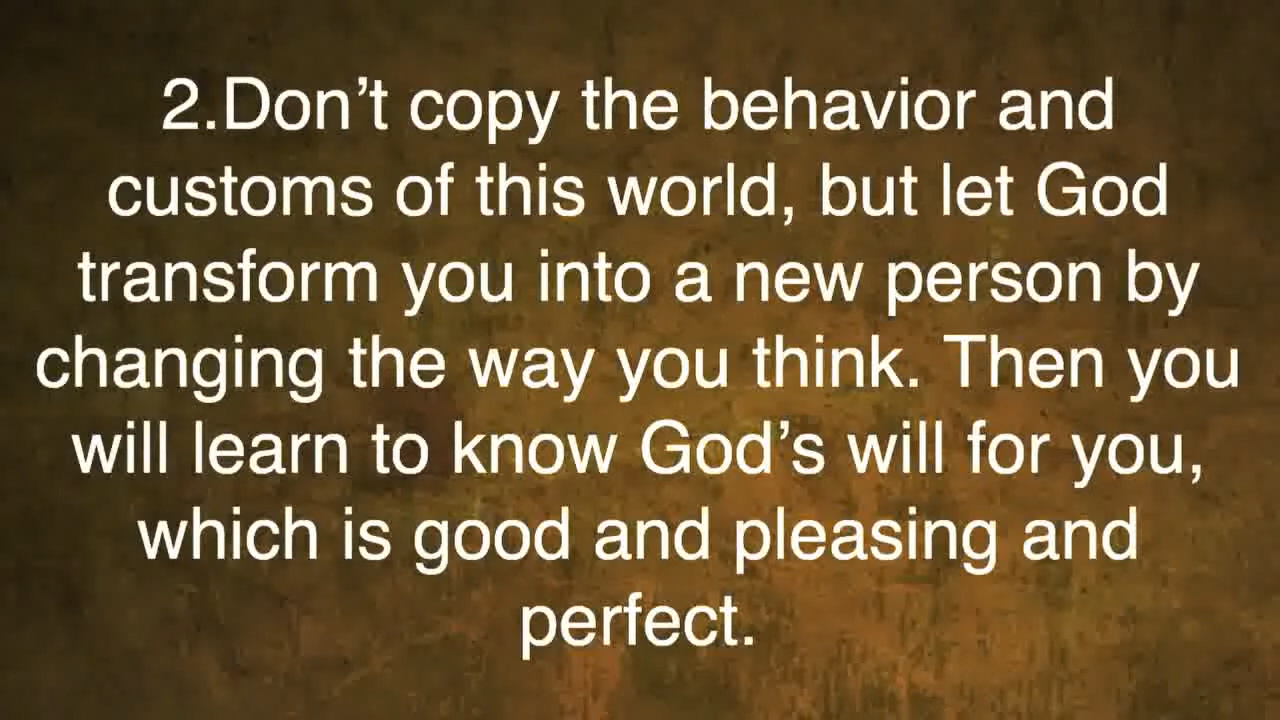 2.Don’t copy the behavior and
customs of this world, but let God
transform you into a new person by
changing the way you think. Then you
will learn to know God’s will for you,
which is good and pleasing and
perfect.